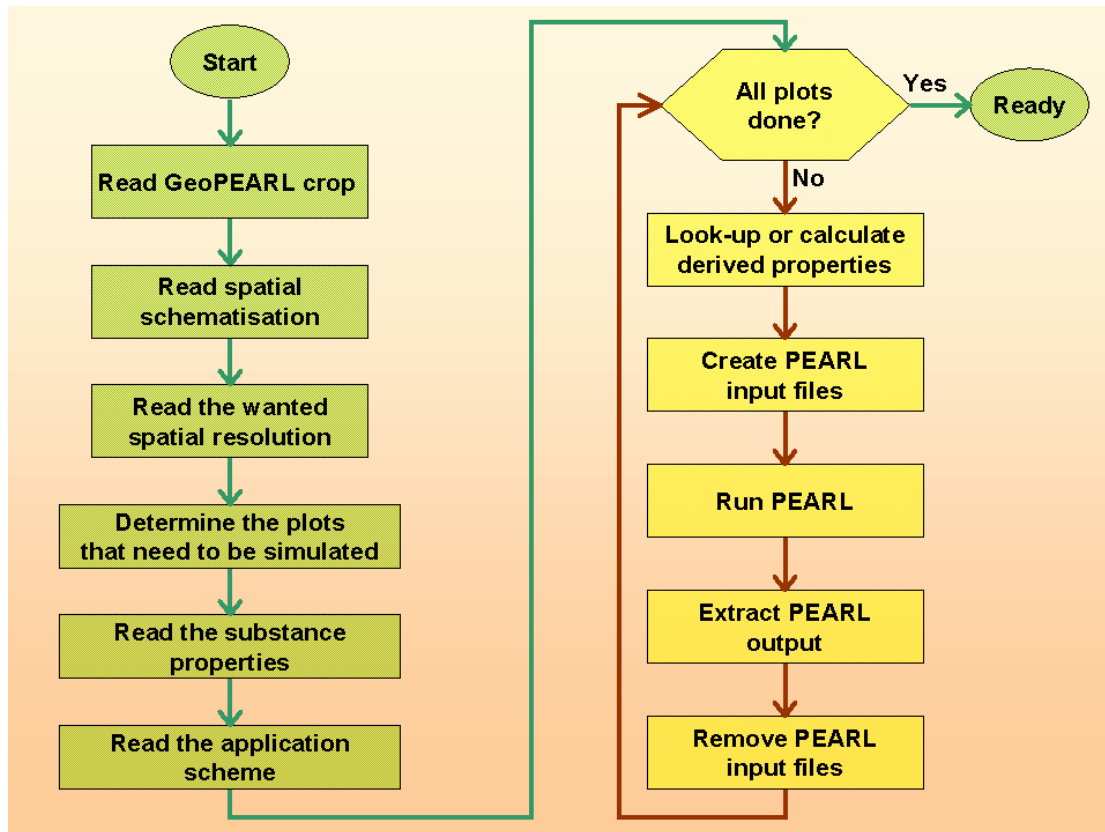 Start
Read GeoPEARL crop
Read spatial
schematisation
Read the wanted
spatial resolution
Determine the plots
that need to be simulated
Read the substance
properties
Read the application
scheme
All plots
done?
Yes
Ready
No
Look-up or calculate
derived properties
Create PEARL
input files
Run PEARL
Extract PEARL
output
Remove PEARL
input files